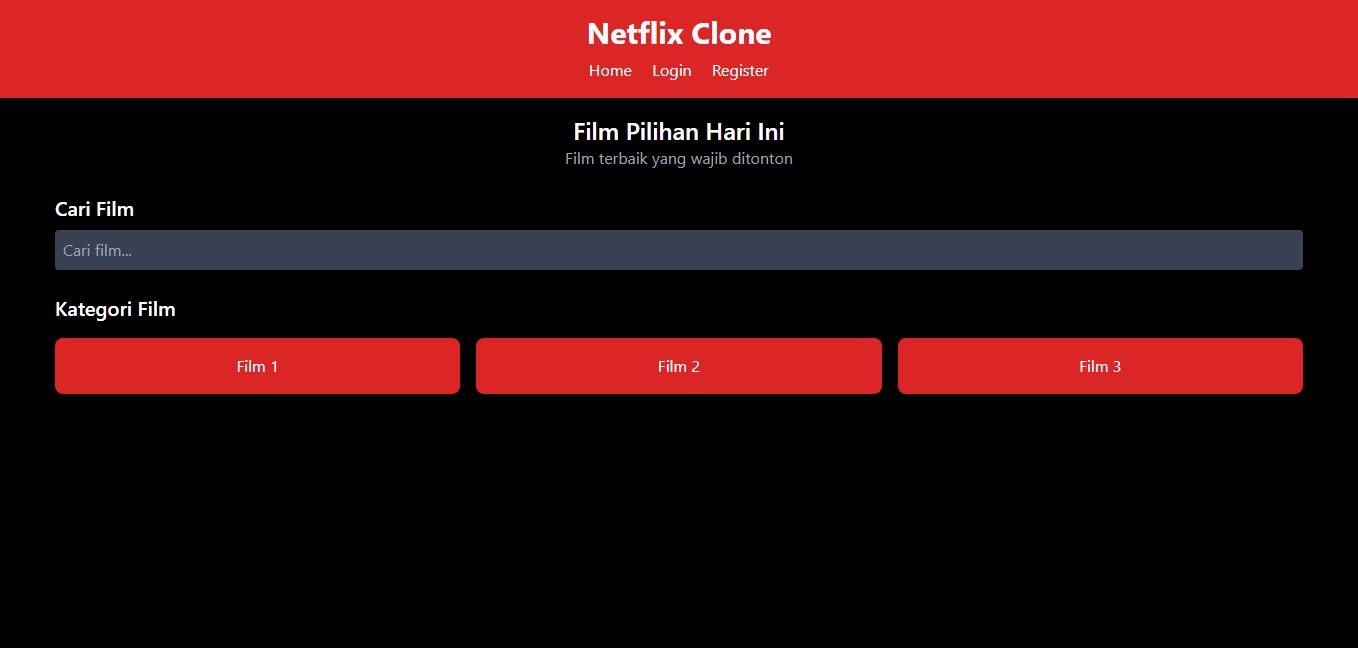 Netflix Clone
Home Login Register
Film Pilihan Hari Ini
Film terbaik yang wajib ditonton
Cari Film
Cari film...
Kategori Film
Film 1 Film 2 Film 3